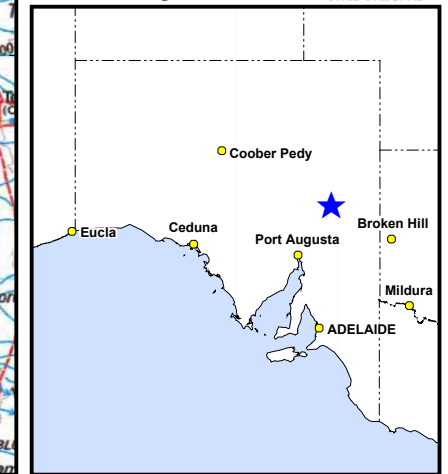 Coober Pedy
Broken Hill
Ceduna
Eucla
Port Augusta
Mildura
ADELAIDE